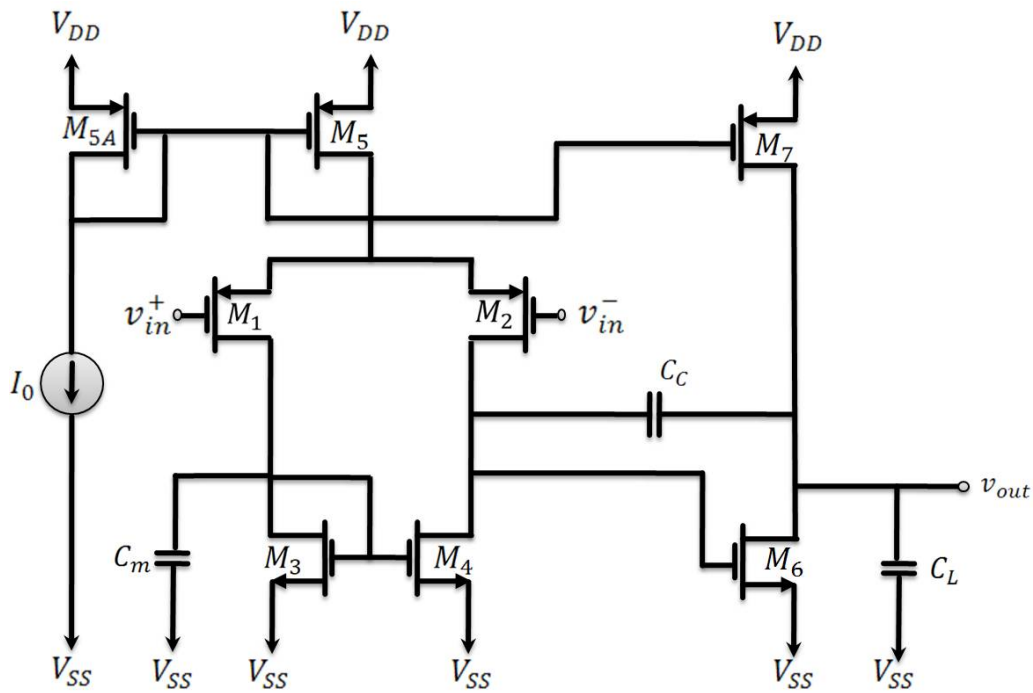 V_DD V_DD V_DD
M_5A M_5 M_7
v_in^+ M_1 M_2 v_in^-
I_0 C_C
v_out
C_m M_3 M_4 M_6 C_L
V_SS V_SS V_SS V_SS V_SS V_SS